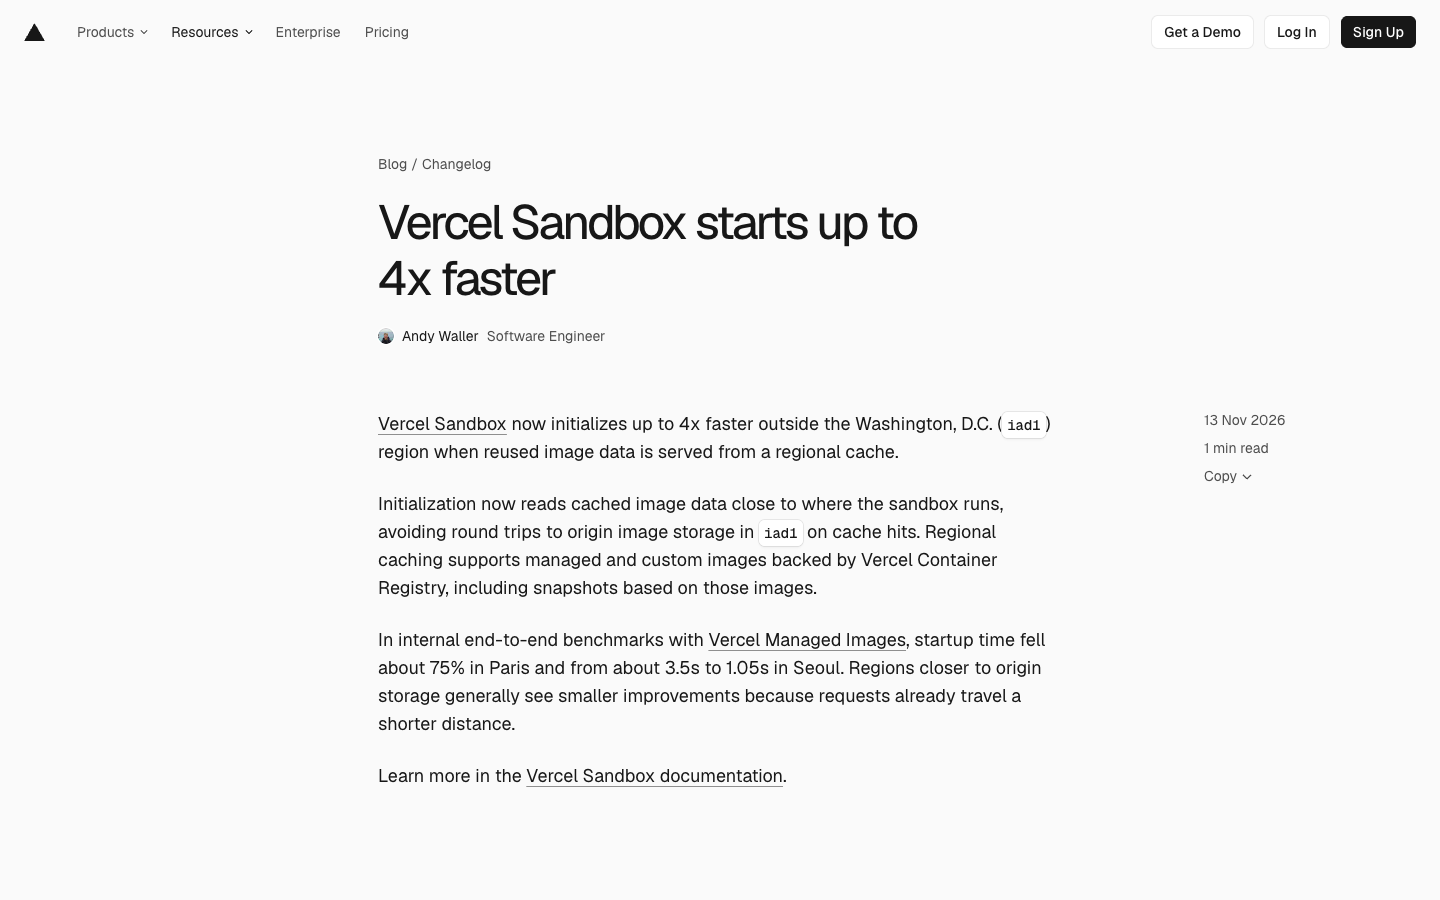 Products Resources Enterprise Pricing Get a Demo Log In Sign Up
Blog / Changelog
Vercel Sandbox starts up to
4x faster
Andy Waller Software Engineer
Vercel Sandbox now initializes up to 4x faster outside the Washington, D.C. (iad1)
region when reused image data is served from a regional cache.
Initialization now reads cached image data close to where the sandbox runs,
avoiding round trips to origin image storage in iad1 on cache hits. Regional
caching supports managed and custom images backed by Vercel Container
Registry, including snapshots based on those images.
In internal end-to-end benchmarks with Vercel Managed Images, startup time fell
about 75% in Paris and from about 3.5s to 1.05s in Seoul. Regions closer to origin
storage generally see smaller improvements because requests already travel a
shorter distance.
Learn more in the Vercel Sandbox documentation.
13 Nov 2026
1 min read
Copy